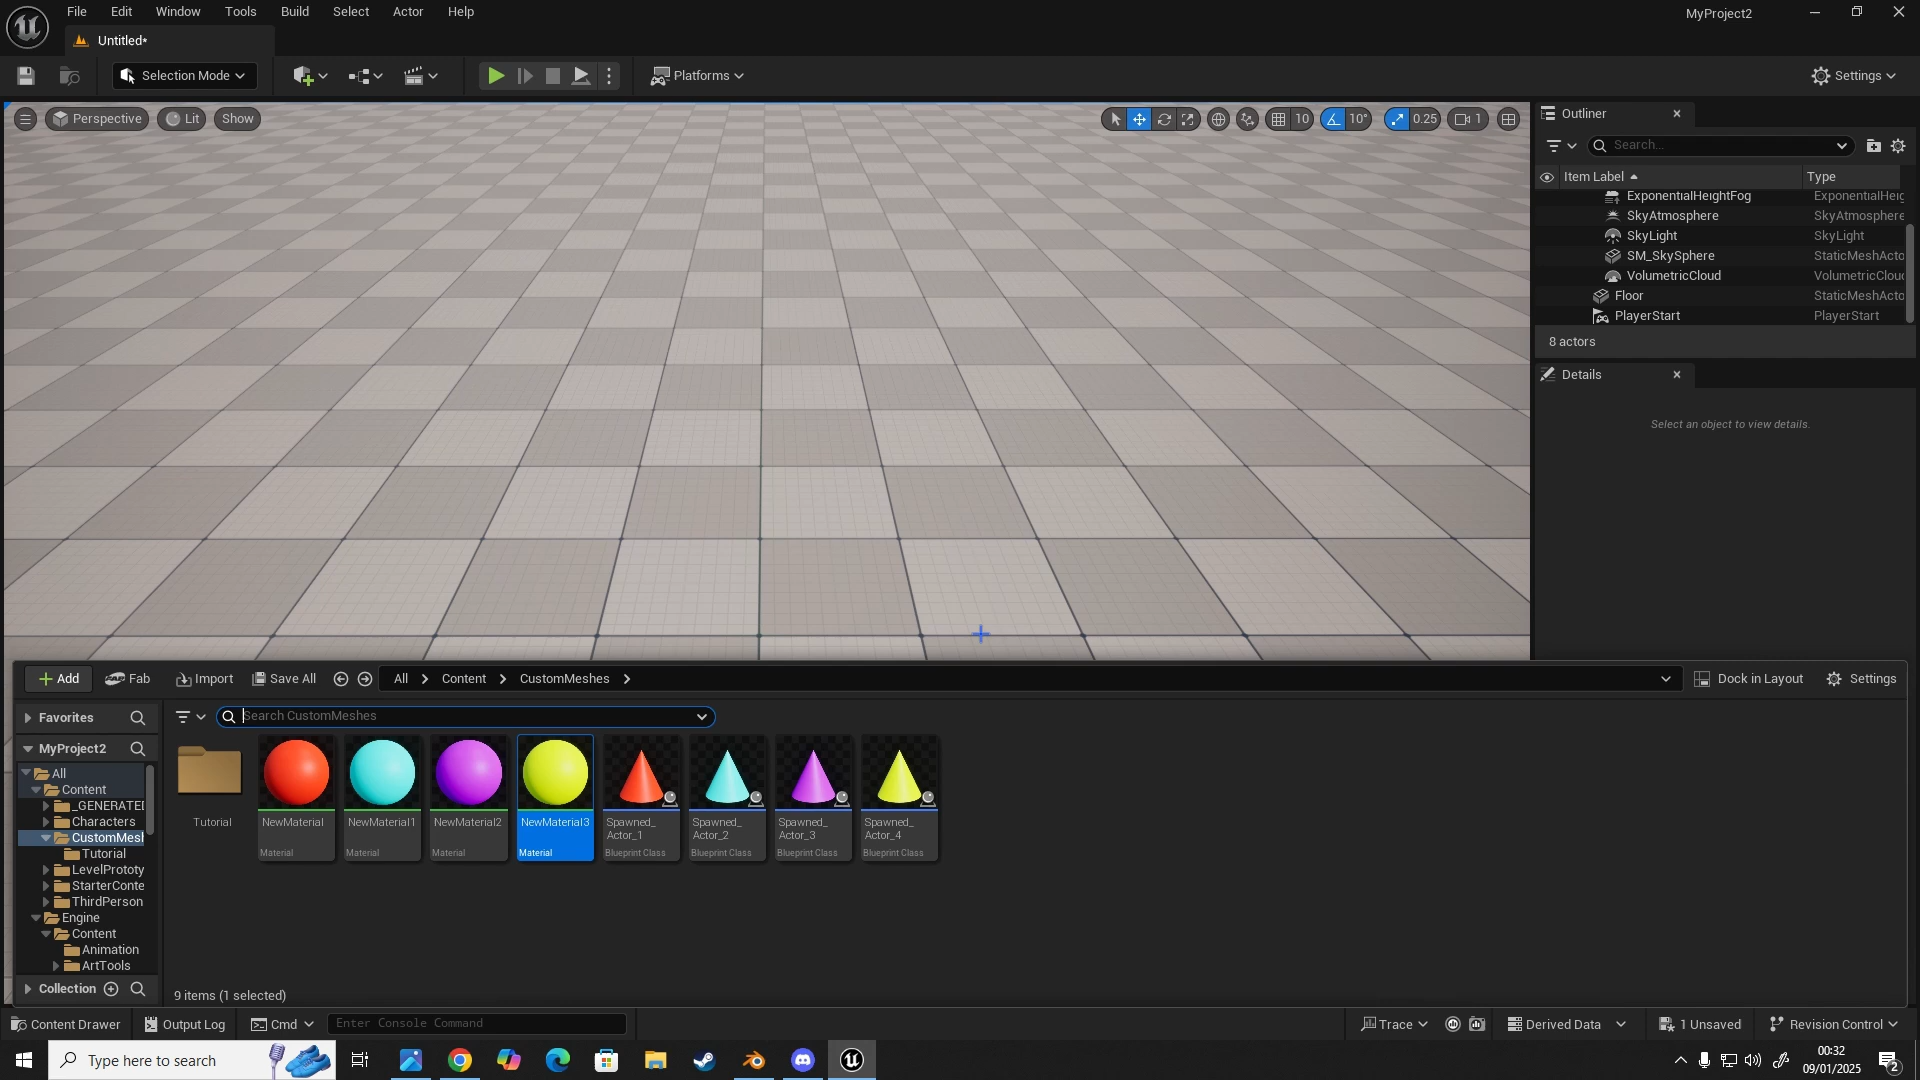 File Edit Window Tools Build Select Actor Help
MyProject2
Untitled*
Selection Mode
Platforms
Settings
Perspective
Lit
Show
10
10°
0.25
1
Outliner
Search...
Item Label
Type
ExponentialHeightFog ExponentialHeig
SkyAtmosphere SkyAtmosphere
SkyLight SkyLight
SM_SkySphere StaticMeshActo
VolumetricCloud VolumetricClou
Floor StaticMeshActo
PlayerStart PlayerStart
8 actors
Details
Select an object to view details.
Add
Fab
Import
Save All
All
Content
CustomMeshes
Dock in Layout
Settings
Favorites
MyProject2
All
Content
_GENERATED
Characters
CustomMesh
Tutorial
LevelPrototy
StarterConte
ThirdPerson
Engine
Content
Animation
ArtTools
Collection
Search CustomMeshes
Tutorial
NewMaterial
Material
NewMaterial1
Material
NewMaterial2
Material
NewMaterial3
Material
Spawned_
Actor_1
Blueprint Class
Spawned_
Actor_2
Blueprint Class
Spawned_
Actor_3
Blueprint Class
Spawned_
Actor_4
Blueprint Class
9 items (1 selected)
Content Drawer
Output Log
Cmd
Enter Console Command
Trace
Derived Data
1 Unsaved
Revision Control
Type here to search
00:32
09/01/2025
2